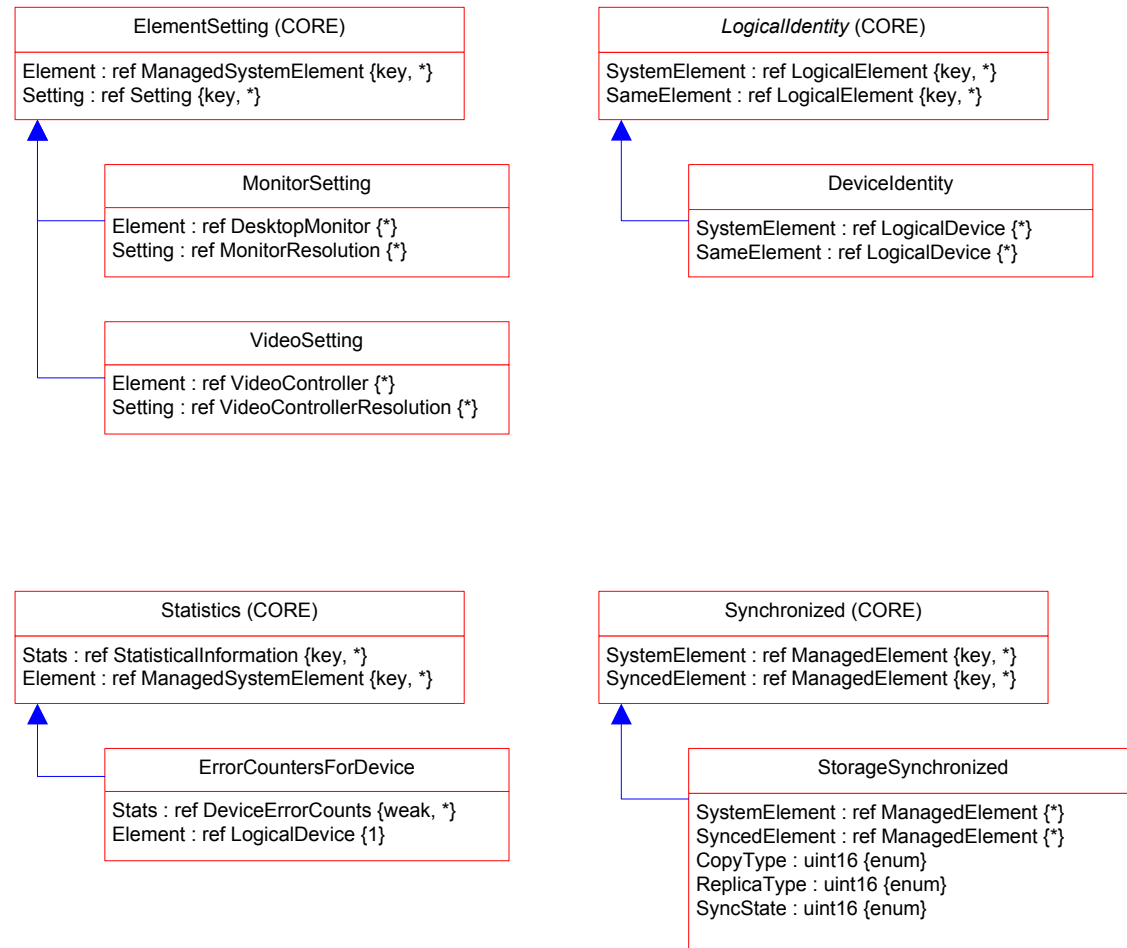 ElementSetting (CORE)
Element : ref ManagedSystemElement {key, *}
Setting : ref Setting {key, *}
MonitorSetting
Element : ref DesktopMonitor {*}
Setting : ref MonitorResolution {*}
VideoSetting
Element : ref VideoController {*}
Setting : ref VideoControllerResolution {*}
LogicalIdentity (CORE)
SystemElement : ref LogicalElement {key, *}
SameElement : ref LogicalElement {key, *}
DeviceIdentity
SystemElement : ref LogicalDevice {*}
SameElement : ref LogicalDevice {*}
Statistics (CORE)
Stats : ref StatisticalInformation {key, *}
Element : ref ManagedSystemElement {key, *}
ErrorCountersForDevice
Stats : ref DeviceErrorCounts {weak, *}
Element : ref LogicalDevice {1}
Synchronized (CORE)
SystemElement : ref ManagedElement {key, *}
SyncedElement : ref ManagedElement {key, *}
StorageSynchronized
SystemElement : ref ManagedElement {*}
SyncedElement : ref ManagedElement {*}
CopyType : uint16 {enum}
ReplicaType : uint16 {enum}
SyncState : uint16 {enum}